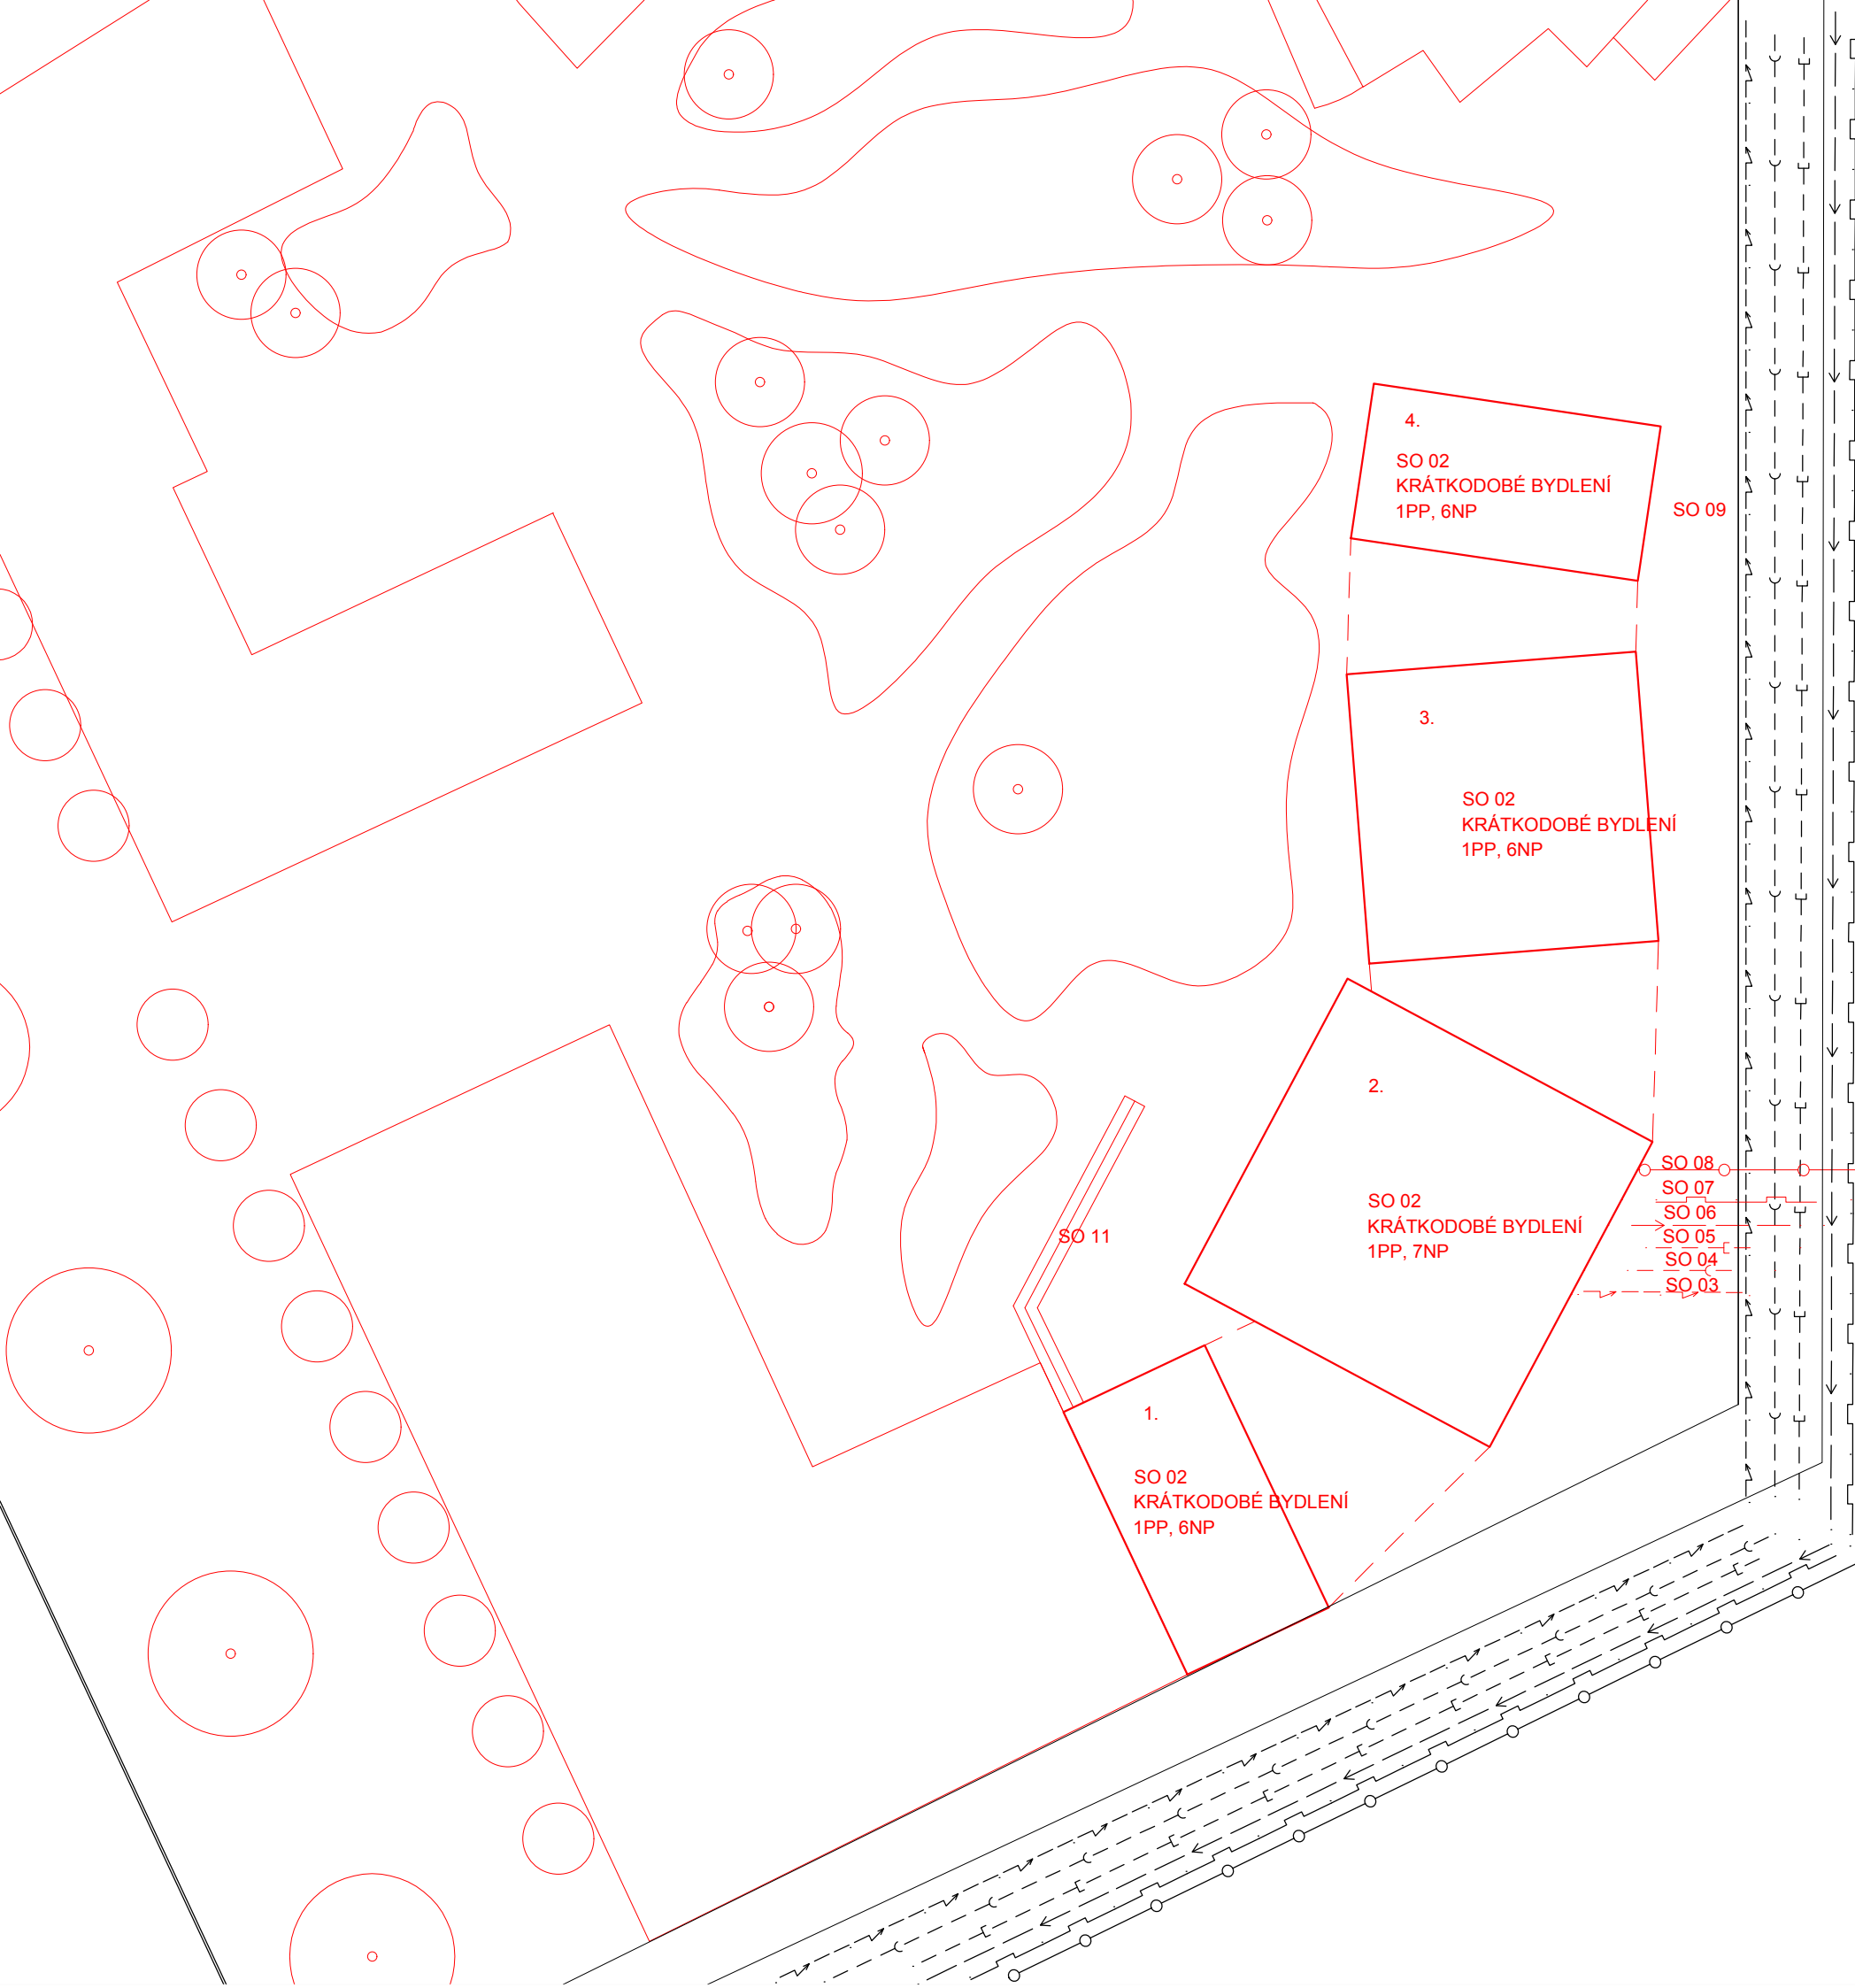 4.
SO 02
KRÁTKODOBÉ BYDLENÍ
1PP, 6NP
SO 09
3.
SO 02
KRÁTKODOBÉ BYDLENÍ
1PP, 6NP
2.
SO 02
KRÁTKODOBÉ BYDLENÍ
1PP, 7NP
SO 08
SO 07
SO 06
SO 05
SO 04
SO 03
SO 11
1.
SO 02
KRÁTKODOBÉ BYDLENÍ
1PP, 6NP